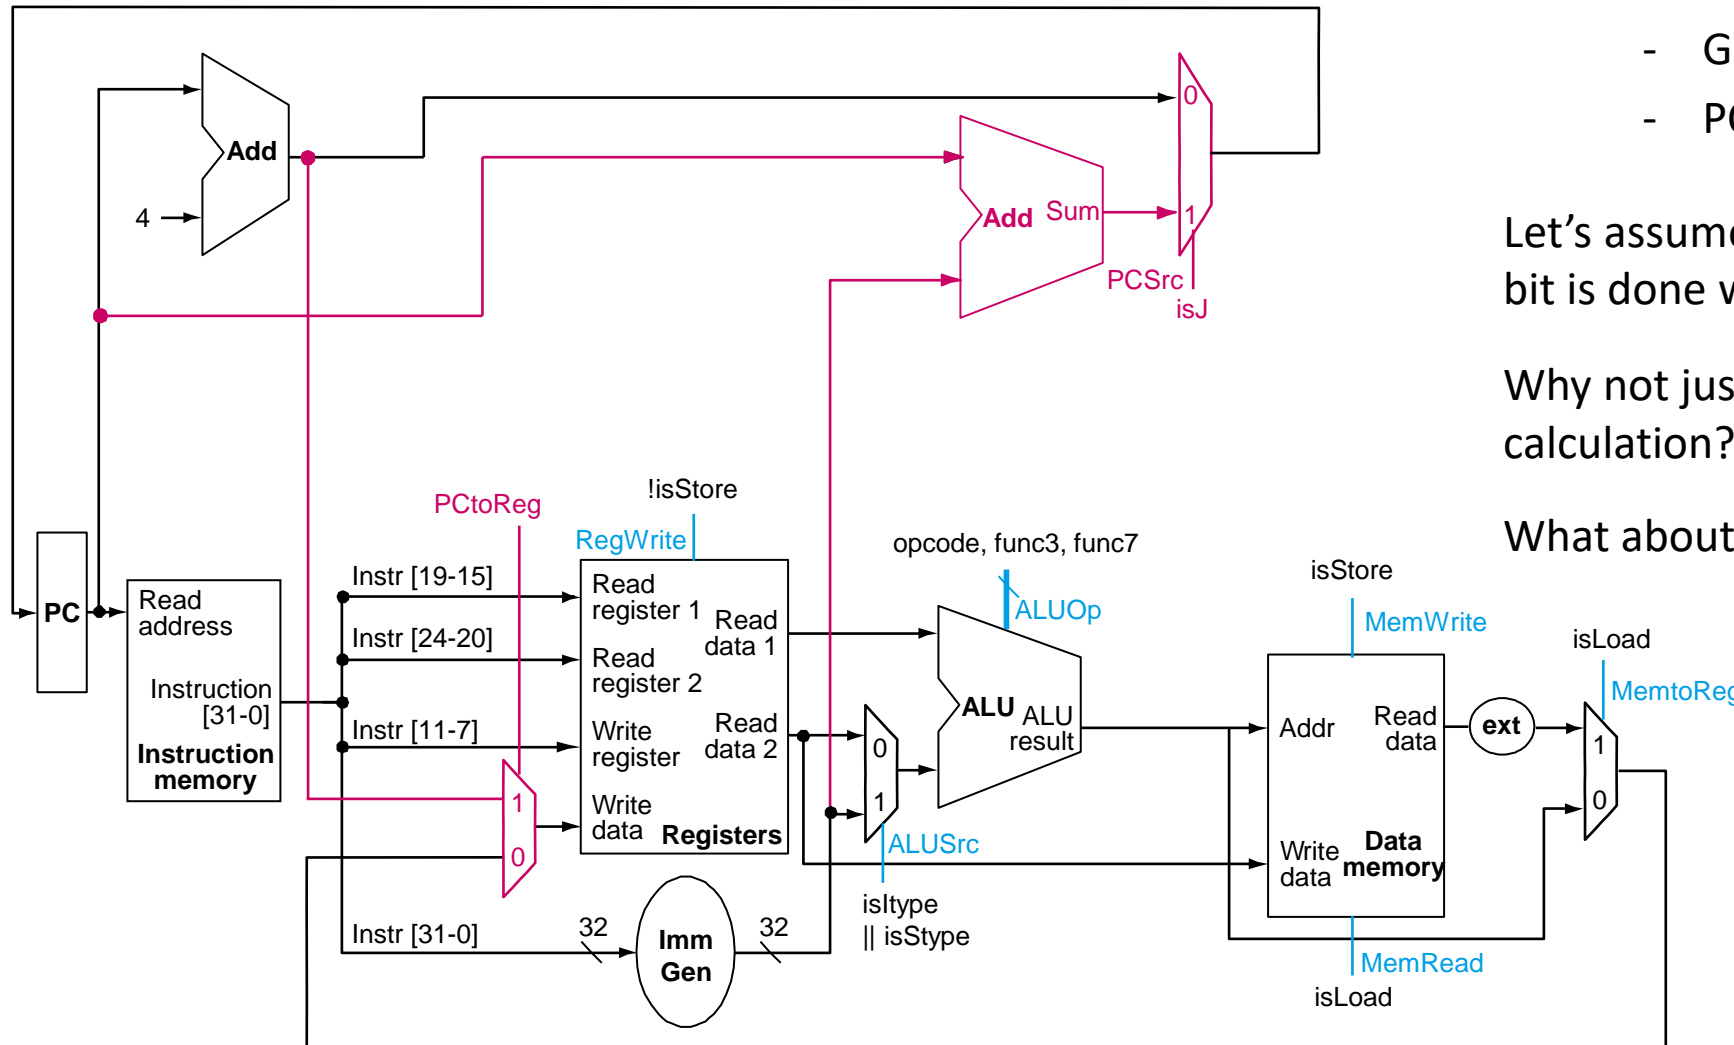 - G
- PC
Let’s assume
bit is done w
Why not jus
calculation?
What about
Add
4
0
Add Sum
1
PCSrc
isJ
PCtoReg
!isStore
RegWrite
opcode, func3, func7
ALUOp
isStore
MemWrite
isLoad
MemtoReg
PC
Read
address
Instruction
[31-0]
Instruction
memory
Instr [19-15]
Instr [24-20]
Instr [11-7]
Instr [31-0]
1
0
Read
register 1
Read
register 2
Write
register
Write
data
Read
data 1
Read
data 2
Registers
0
1
ALUSrc
isItype
|| isStype
ALU
ALU
result
Addr
Read
data
Write
data
Data
memory
ext
1
0
MemRead
isLoad
32
Imm
Gen
32